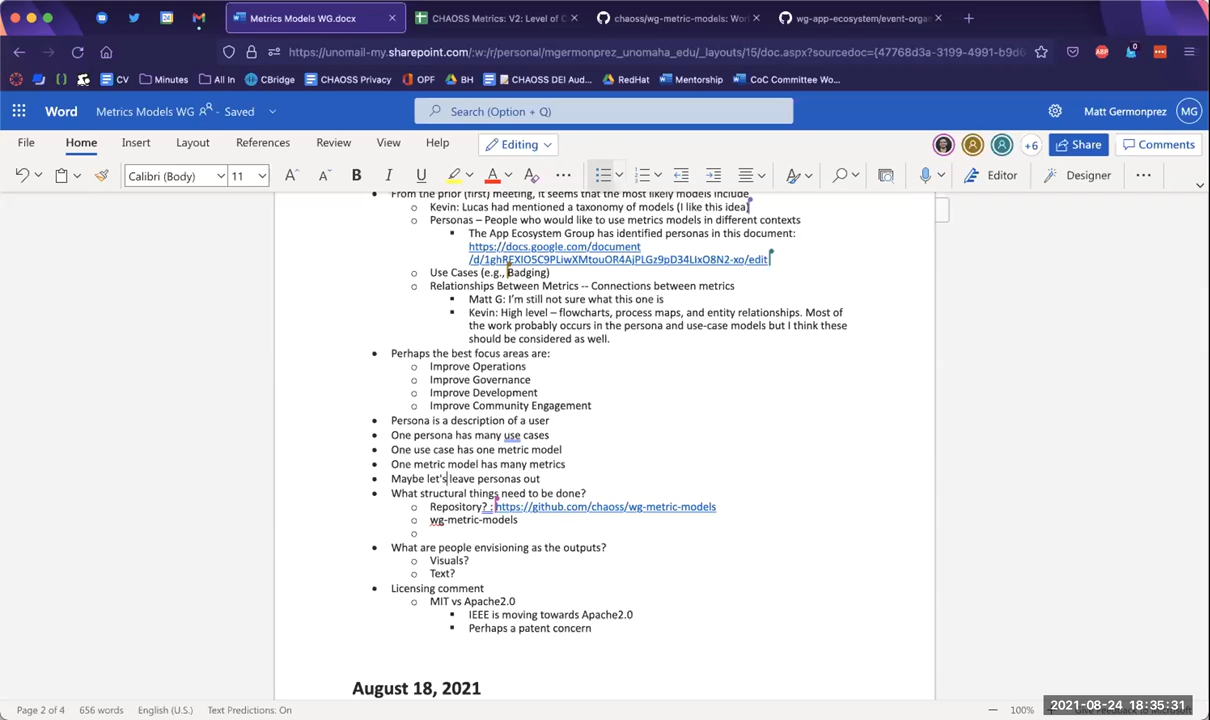 Metrics Models WG.docx
CHAOSS Metrics: V2: Level of C
chaoss/wg-metric-models: Wor
wg-app-ecosystem/event-orga
https://unomail-my.sharepoint.com/:w:/r/personal/mgermonprez_unomaha_edu/_layouts/15/doc.aspx?sourcedoc={47768d3a-3199-4991-b9d6
CV
Minutes
All In
CBridge
CHAOSS Privacy
OPF
BH
CHAOSS DEI Aud...
RedHat
Mentorship
CoC Committee Wo...
Word
Metrics Models WG
- Saved
Search (Option + Q)
Matt Germonprez
MG
File
Home
Insert
Layout
References
Review
View
Help
Editing
+6
Share
Comments
Calibri (Body)
11
B
I
U
A
Editor
Designer
From the prior (first) meeting, it seems that the most likely models include
Kevin: Lucas had mentioned a taxonomy of models (I like this idea)
Personas – People who would like to use metrics models in different contexts
The App Ecosystem Group has identified personas in this document:
https://docs.google.com/document
/d/1ghRFXIO5C9PLiwXMtouOR4AjPLGz9pD34LIxO8N2-xo/edit
Use Cases (e.g., Badging)
Relationships Between Metrics -- Connections between metrics
Matt G: I'm still not sure what this one is
Kevin: High level – flowcharts, process maps, and entity relationships. Most of
the work probably occurs in the persona and use-case models but I think these
should be considered as well.
Perhaps the best focus areas are:
Improve Operations
Improve Governance
Improve Development
Improve Community Engagement
Persona is a description of a user
One persona has many use cases
One use case has one metric model
One metric model has many metrics
Maybe let's leave personas out
What structural things need to be done?
Repository? : https://github.com/chaoss/wg-metric-models
wg-metric-models
What are people envisioning as the outputs?
Visuals?
Text?
Licensing comment
MIT vs Apache2.0
IEEE is moving towards Apache2.0
Perhaps a patent concern
August 18, 2021
Page 2 of 4
656 words
English (U.S.)
Text Predictions: On
100%
2021-08-24 18:35:31